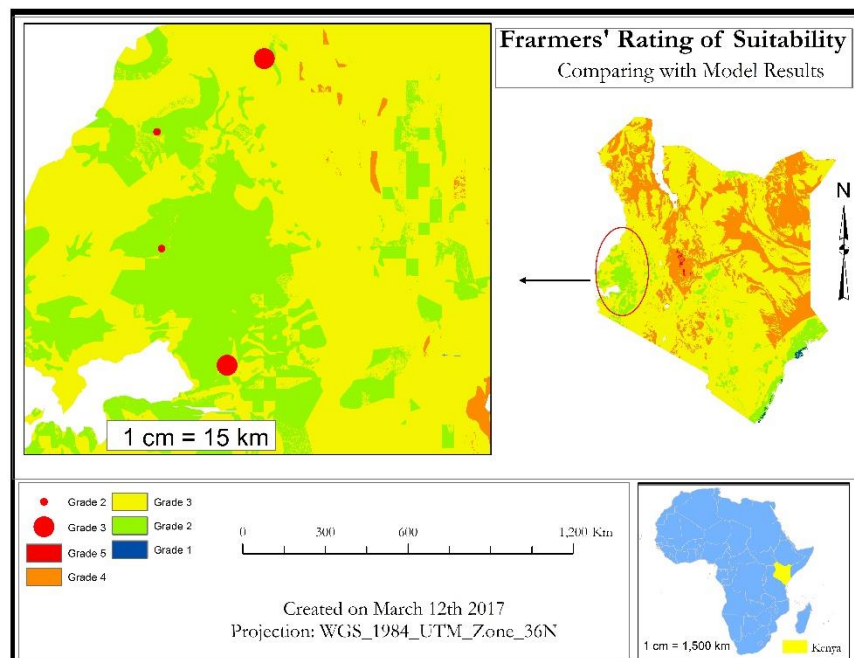 Frarmers' Rating of Suitability
Comparing with Model Results
N
1 cm = 15 km
Grade 2
Grade 3
Grade 5
Grade 4
Grade 3
Grade 2
Grade 1
0 300 600 1,200 Km
Created on March 12th 2017
Projection: WGS_1984_UTM_Zone_36N
1 cm = 1,500 km
Kenya